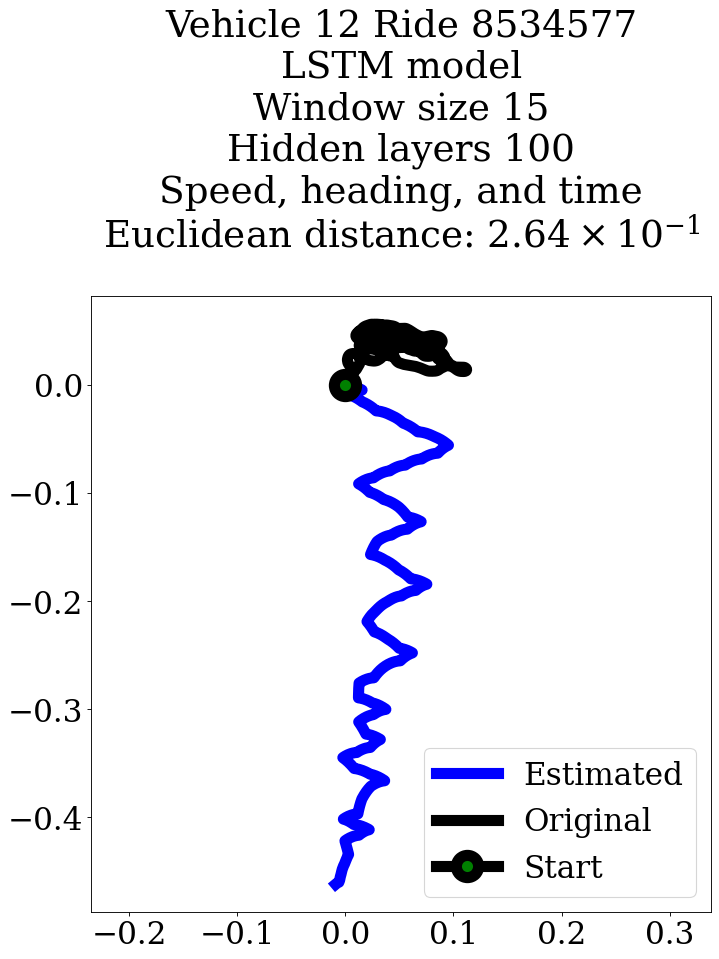 Vehicle 12 Ride 8534577
LSTM model
Window size 15
Hidden layers 100
Speed, heading, and time
Euclidean distance: 2.64 × 10⁻¹
0.0
−0.1
−0.2
−0.3
−0.4
Estimated
Original
Start
−0.2 −0.1 0.0 0.1 0.2 0.3